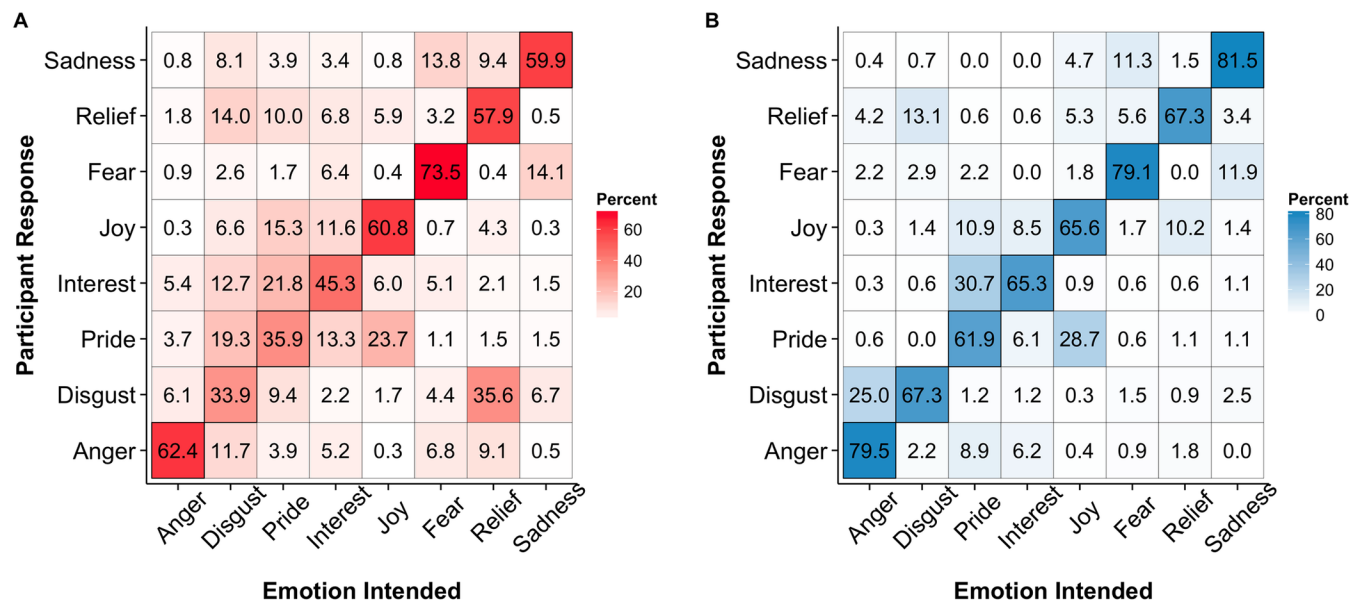 A
Participant Response
Sadness 0.8 8.1 3.9 3.4 0.8 13.8 9.4 59.9
Relief 1.8 14.0 10.0 6.8 5.9 3.2 57.9 0.5
Fear 0.9 2.6 1.7 6.4 0.4 73.5 0.4 14.1
Joy 0.3 6.6 15.3 11.6 60.8 0.7 4.3 0.3
Interest 5.4 12.7 21.8 45.3 6.0 5.1 2.1 1.5
Pride 3.7 19.3 35.9 13.3 23.7 1.1 1.5 1.5
Disgust 6.1 33.9 9.4 2.2 1.7 4.4 35.6 6.7
Anger 62.4 11.7 3.9 5.2 0.3 6.8 9.1 0.5
Anger Disgust Pride Interest Joy Fear Relief Sadness
Emotion Intended
Percent
60
40
20
B
Participant Response
Sadness 0.4 0.7 0.0 0.0 4.7 11.3 1.5 81.5
Relief 4.2 13.1 0.6 0.6 5.3 5.6 67.3 3.4
Fear 2.2 2.9 2.2 0.0 1.8 79.1 0.0 11.9
Joy 0.3 1.4 10.9 8.5 65.6 1.7 10.2 1.4
Interest 0.3 0.6 30.7 65.3 0.9 0.6 0.6 1.1
Pride 0.6 0.0 61.9 6.1 28.7 0.6 1.1 1.1
Disgust 25.0 67.3 1.2 1.2 0.3 1.5 0.9 2.5
Anger 79.5 2.2 8.9 6.2 0.4 0.9 1.8 0.0
Anger Disgust Pride Interest Joy Fear Relief Sadness
Emotion Intended
Percent
80
60
40
20
0